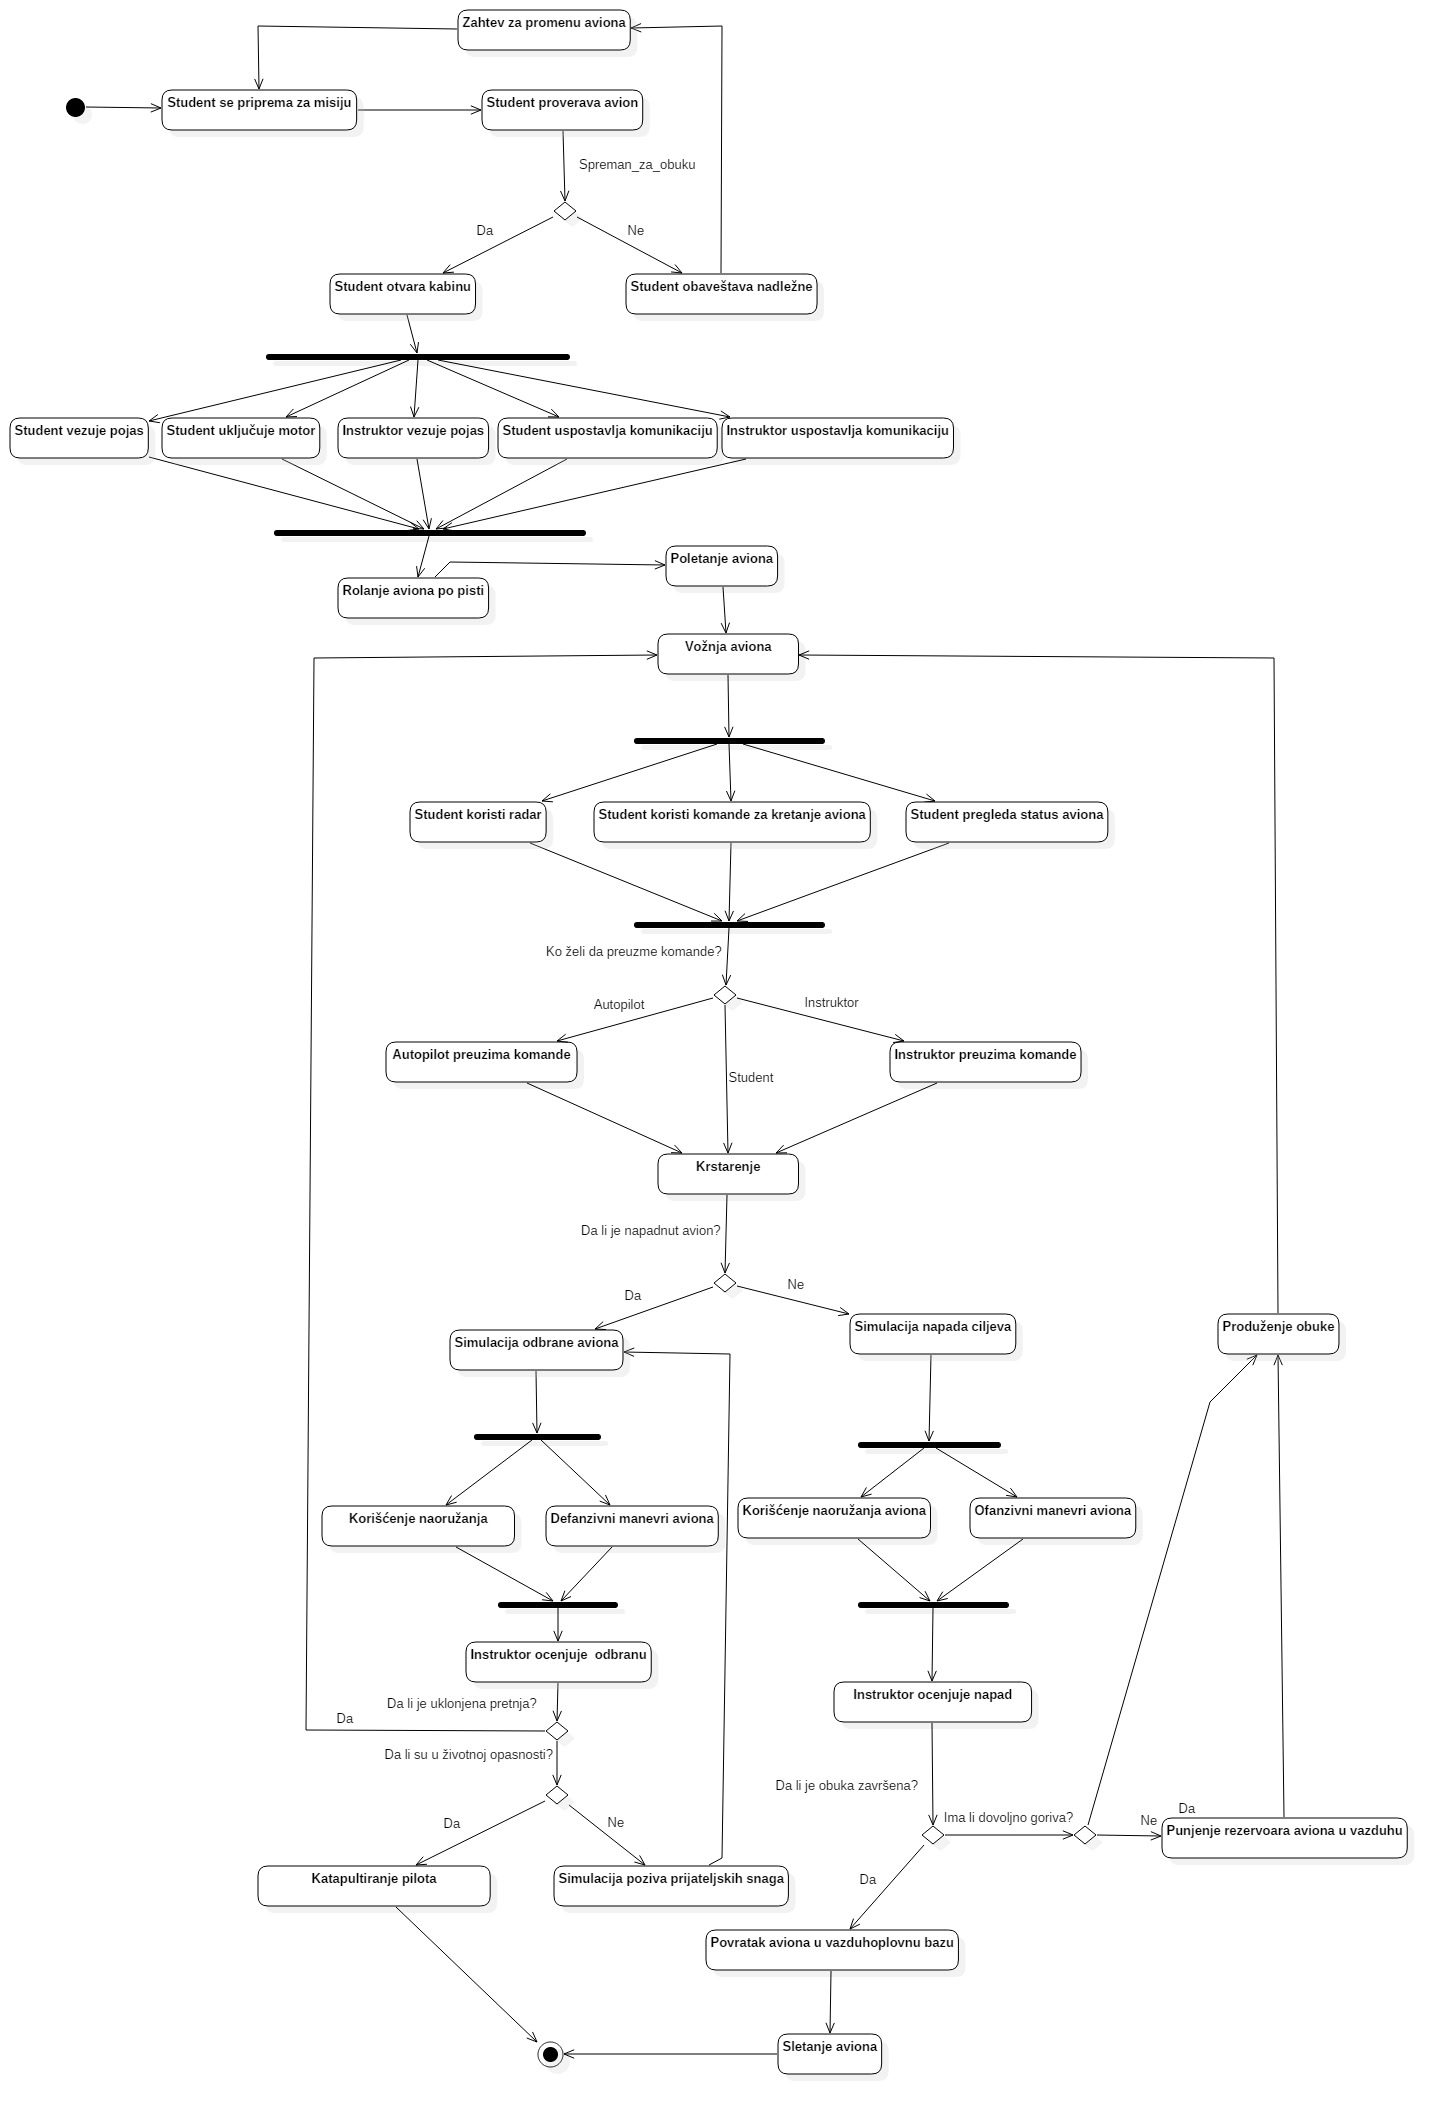 Zahtev za promenu aviona
Student se priprema za misiju
Student proverava avion
Spreman_za_obuku
Da
Ne
Student otvara kabinu
Student obaveštava nadležne
Student vezuje pojas
Student uključuje motor
Instruktor vezuje pojas
Student uspostavlja komunikaciju
Instruktor uspostavlja komunikaciju
Poletanje aviona
Rolanje aviona po pisti
Vožnja aviona
Student koristi radar
Student koristi komande za kretanje aviona
Student pregleda status aviona
Ko želi da preuzme komande?
Autopilot
Instruktor
Autopilot preuzima komande
Student
Instruktor preuzima komande
Krstarenje
Da li je napadnut avion?
Da
Ne
Simulacija odbrane aviona
Simulacija napada ciljeva
Produženje obuke
Korišćenje naoružanja
Defanzivni manevri aviona
Korišćenje naoružanja aviona
Ofanzivni manevri aviona
Instruktor ocenjuje  odbranu
Instruktor ocenjuje napad
Da li je uklonjena pretnja?
Da
Da li su u životnoj opasnosti?
Da li je obuka završena?
Ima li dovoljno goriva?
Da
Ne
Da
Ne
Punjenje rezervoara aviona u vazduhu
Da
Katapultiranje pilota
Simulacija poziva prijateljskih snaga
Povratak aviona u vazduhoplovnu bazu
Sletanje aviona